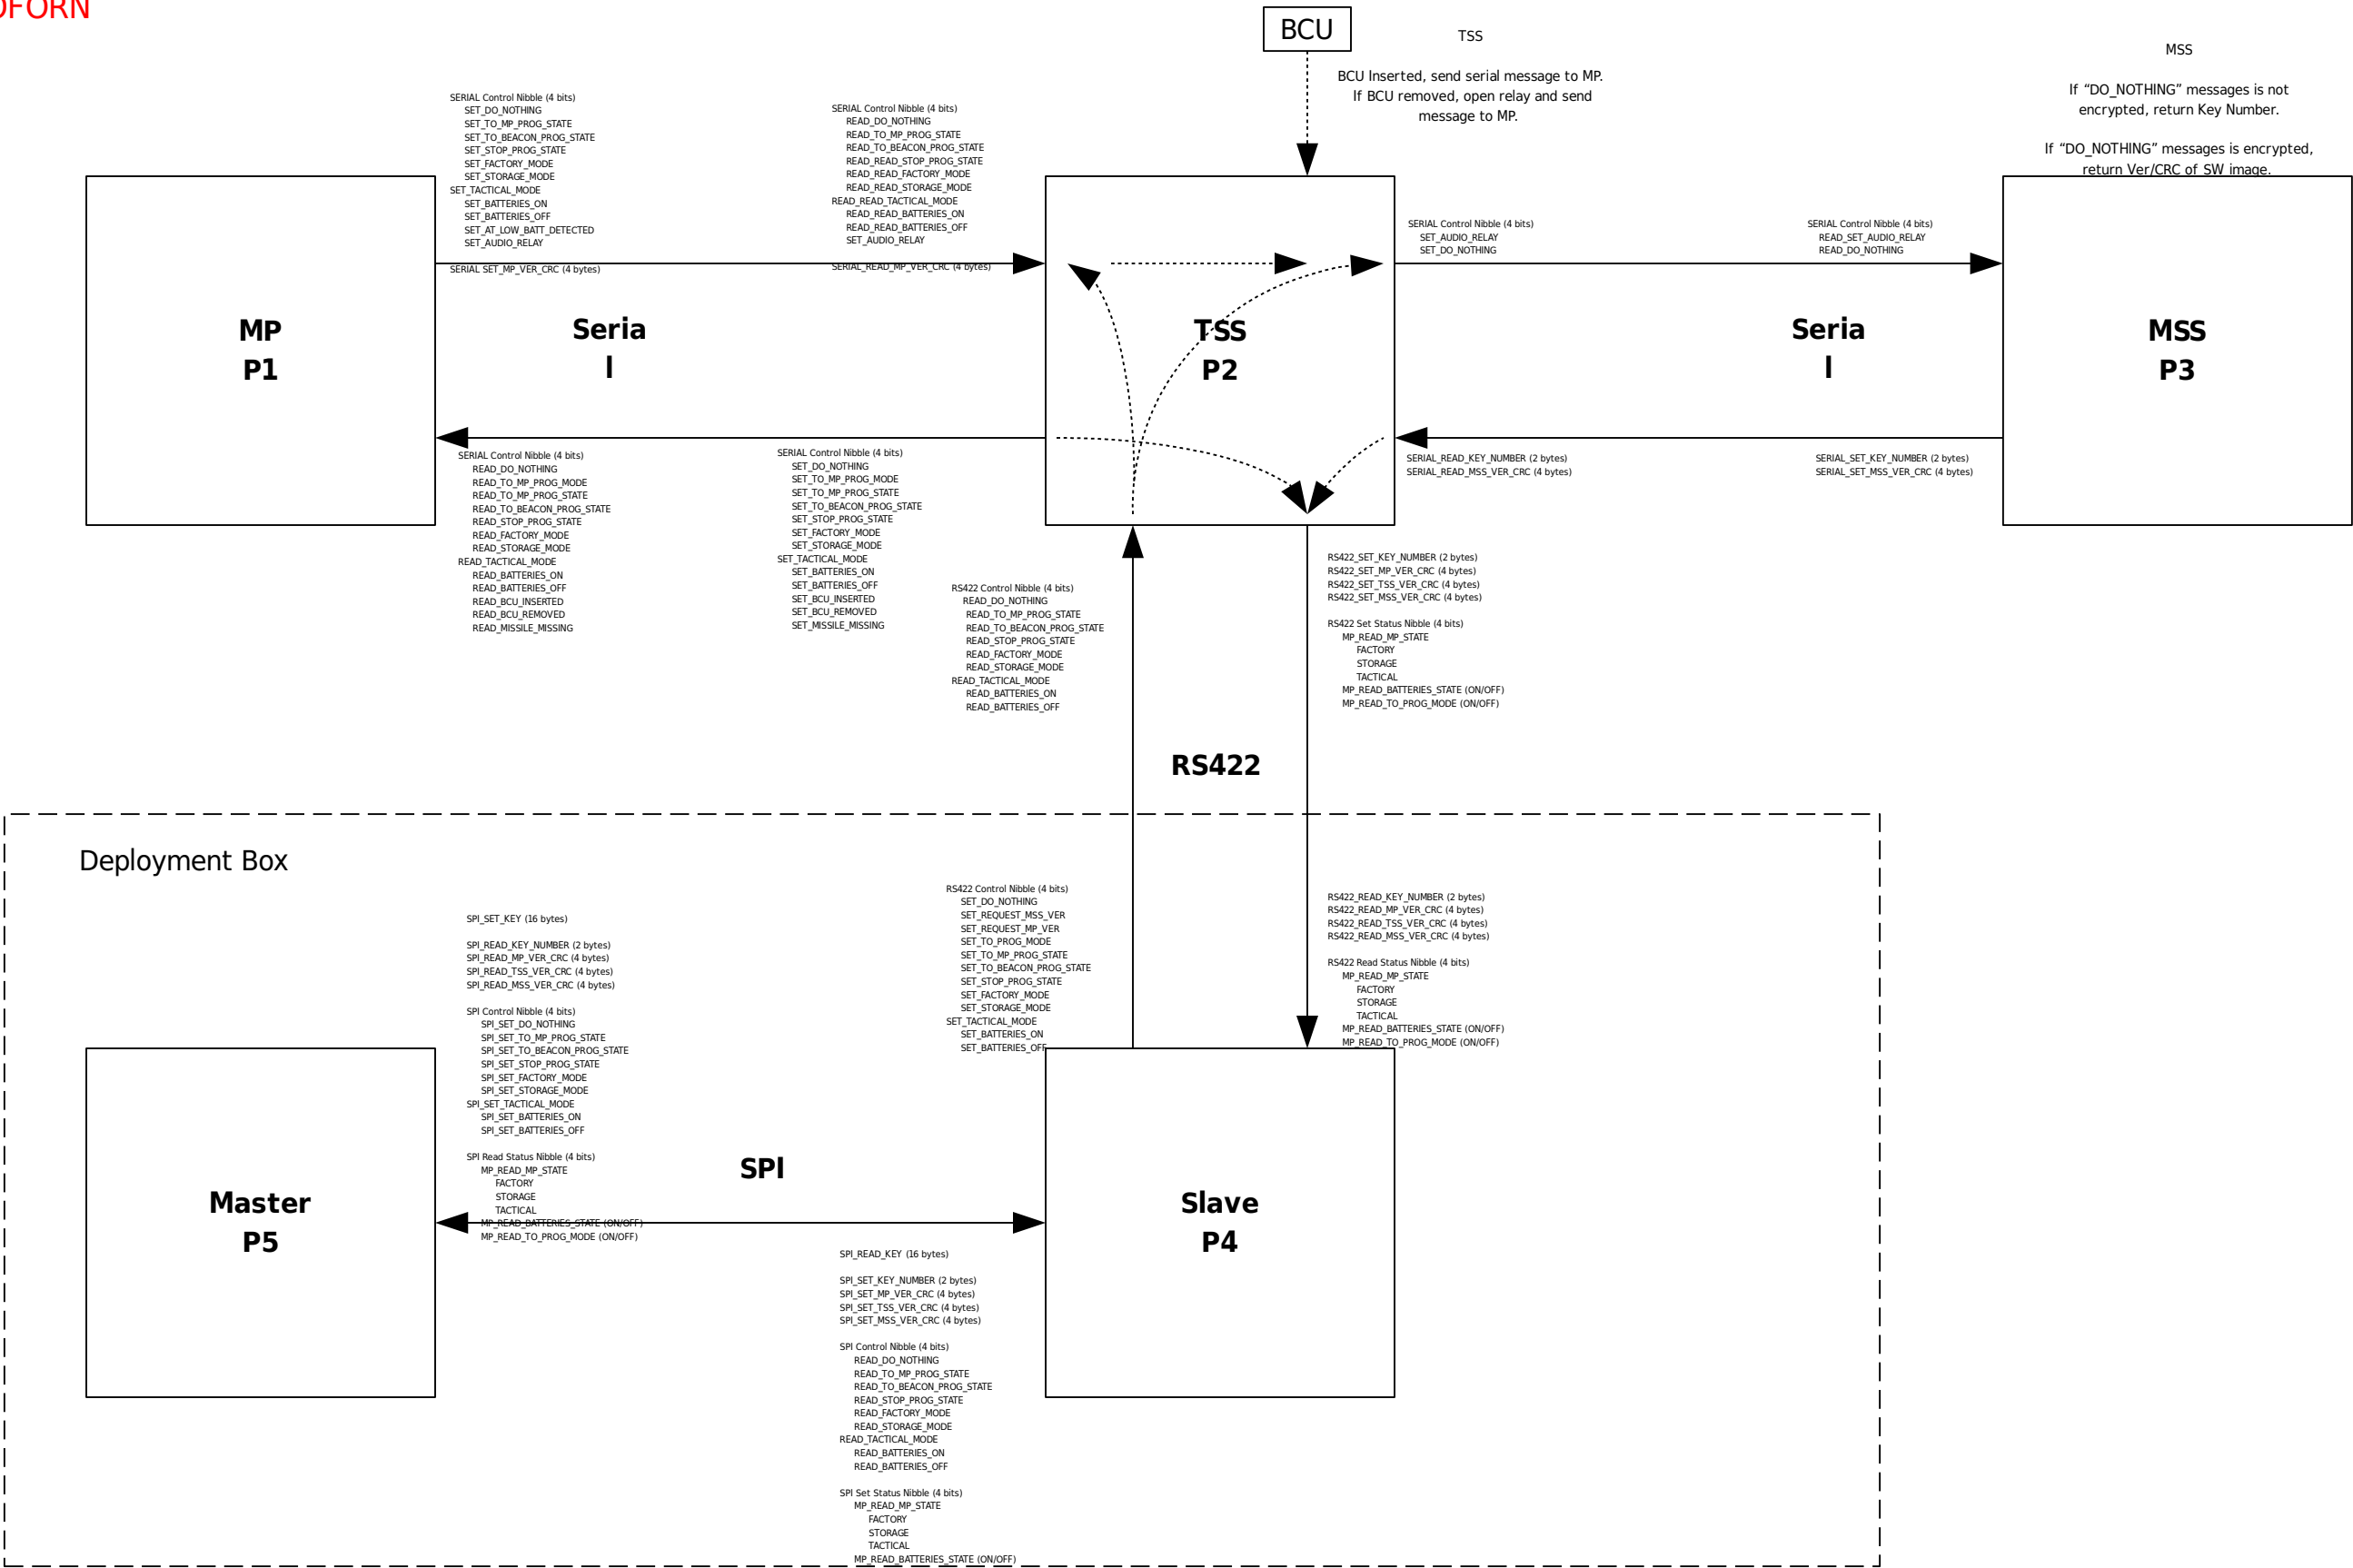 OFORN
BCU
TSS
BCU Inserted, send serial message to MP.
If BCU removed, open relay and send
message to MP.
MSS
If “DO_NOTHING” messages is not
encrypted, return Key Number.
If “DO_NOTHING” messages is encrypted,
return Ver/CRC of SW image.
SERIAL Control Nibble (4 bits)
SET_DO_NOTHING
SET_TO_MP_PROG_STATE
SET_TO_BEACON_PROG_STATE
SET_STOP_PROG_STATE
SET_FACTORY_MODE
SET_STORAGE_MODE
SET_TACTICAL_MODE
SET_BATTERIES_ON
SET_BATTERIES_OFF
SET_AT_LOW_BATT_DETECTED
SET_AUDIO_RELAY
SERIAL SET_MP_VER_CRC (4 bytes)
SERIAL Control Nibble (4 bits)
READ_DO_NOTHING
READ_TO_MP_PROG_STATE
READ_TO_BEACON_PROG_STATE
READ_READ_STOP_PROG_STATE
READ_READ_FACTORY_MODE
READ_READ_STORAGE_MODE
READ_READ_TACTICAL_MODE
READ_READ_BATTERIES_ON
READ_READ_BATTERIES_OFF
SET_AUDIO_RELAY
SERIAL_READ_MP_VER_CRC (4 bytes)
SERIAL Control Nibble (4 bits)
SET_AUDIO_RELAY
SET_DO_NOTHING
SERIAL Control Nibble (4 bits)
READ_SET_AUDIO_RELAY
READ_DO_NOTHING
MP
P1
Seria
l
TSS
P2
Seria
l
MSS
P3
SERIAL Control Nibble (4 bits)
READ_DO_NOTHING
READ_TO_MP_PROG_MODE
READ_TO_MP_PROG_STATE
READ_TO_BEACON_PROG_STATE
READ_STOP_PROG_STATE
READ_FACTORY_MODE
READ_STORAGE_MODE
READ_TACTICAL_MODE
READ_BATTERIES_ON
READ_BATTERIES_OFF
READ_BCU_INSERTED
READ_BCU_REMOVED
READ_MISSILE_MISSING
SERIAL Control Nibble (4 bits)
SET_DO_NOTHING
SET_TO_MP_PROG_MODE
SET_TO_MP_PROG_STATE
SET_TO_BEACON_PROG_STATE
SET_STOP_PROG_STATE
SET_FACTORY_MODE
SET_STORAGE_MODE
SET_TACTICAL_MODE
SET_BATTERIES_ON
SET_BATTERIES_OFF
SET_BCU_INSERTED
SET_BCU_REMOVED
SET_MISSILE_MISSING
SERIAL_READ_KEY_NUMBER (2 bytes)
SERIAL_READ_MSS_VER_CRC (4 bytes)
SERIAL_SET_KEY_NUMBER (2 bytes)
SERIAL_SET_MSS_VER_CRC (4 bytes)
RS422 Control Nibble (4 bits)
READ_DO_NOTHING
READ_TO_MP_PROG_STATE
READ_TO_BEACON_PROG_STATE
READ_STOP_PROG_STATE
READ_FACTORY_MODE
READ_STORAGE_MODE
READ_TACTICAL_MODE
READ_BATTERIES_ON
READ_BATTERIES_OFF
RS422_SET_KEY_NUMBER (2 bytes)
RS422_SET_MP_VER_CRC (4 bytes)
RS422_SET_TSS_VER_CRC (4 bytes)
RS422_SET_MSS_VER_CRC (4 bytes)
RS422 Set Status Nibble (4 bits)
MP_READ_MP_STATE
FACTORY
STORAGE
TACTICAL
MP_READ_BATTERIES_STATE (ON/OFF)
MP_READ_TO_PROG_MODE (ON/OFF)
RS422
Deployment Box
SPI_SET_KEY (16 bytes)
SPI_READ_KEY_NUMBER (2 bytes)
SPI_READ_MP_VER_CRC (4 bytes)
SPI_READ_TSS_VER_CRC (4 bytes)
SPI_READ_MSS_VER_CRC (4 bytes)
SPI Control Nibble (4 bits)
SPI_SET_DO_NOTHING
SPI_SET_TO_MP_PROG_STATE
SPI_SET_TO_BEACON_PROG_STATE
SPI_SET_STOP_PROG_STATE
SPI_SET_FACTORY_MODE
SPI_SET_STORAGE_MODE
SPI_SET_TACTICAL_MODE
SPI_SET_BATTERIES_ON
SPI_SET_BATTERIES_OFF
SPI Read Status Nibble (4 bits)
MP_READ_MP_STATE
FACTORY
STORAGE
TACTICAL
MP_READ_BATTERIES_STATE (ON/OFF)
MP_READ_TO_PROG_MODE (ON/OFF)
RS422 Control Nibble (4 bits)
SET_DO_NOTHING
SET_REQUEST_MSS_VER
SET_REQUEST_MP_VER
SET_TO_PROG_MODE
SET_TO_MP_PROG_STATE
SET_TO_BEACON_PROG_STATE
SET_STOP_PROG_STATE
SET_FACTORY_MODE
SET_STORAGE_MODE
SET_TACTICAL_MODE
SET_BATTERIES_ON
SET_BATTERIES_OFF
RS422_READ_KEY_NUMBER (2 bytes)
RS422_READ_MP_VER_CRC (4 bytes)
RS422_READ_TSS_VER_CRC (4 bytes)
RS422_READ_MSS_VER_CRC (4 bytes)
RS422 Read Status Nibble (4 bits)
MP_READ_MP_STATE
FACTORY
STORAGE
TACTICAL
MP_READ_BATTERIES_STATE (ON/OFF)
MP_READ_TO_PROG_MODE (ON/OFF)
Master
P5
SPI
Slave
P4
SPI_READ_KEY (16 bytes)
SPI_SET_KEY_NUMBER (2 bytes)
SPI_SET_MP_VER_CRC (4 bytes)
SPI_SET_TSS_VER_CRC (4 bytes)
SPI_SET_MSS_VER_CRC (4 bytes)
SPI Control Nibble (4 bits)
READ_DO_NOTHING
READ_TO_MP_PROG_STATE
READ_TO_BEACON_PROG_STATE
READ_STOP_PROG_STATE
READ_FACTORY_MODE
READ_STORAGE_MODE
READ_TACTICAL_MODE
READ_BATTERIES_ON
READ_BATTERIES_OFF
SPI Set Status Nibble (4 bits)
MP_READ_MP_STATE
FACTORY
STORAGE
TACTICAL
MP_READ_BATTERIES_STATE (ON/OFF)